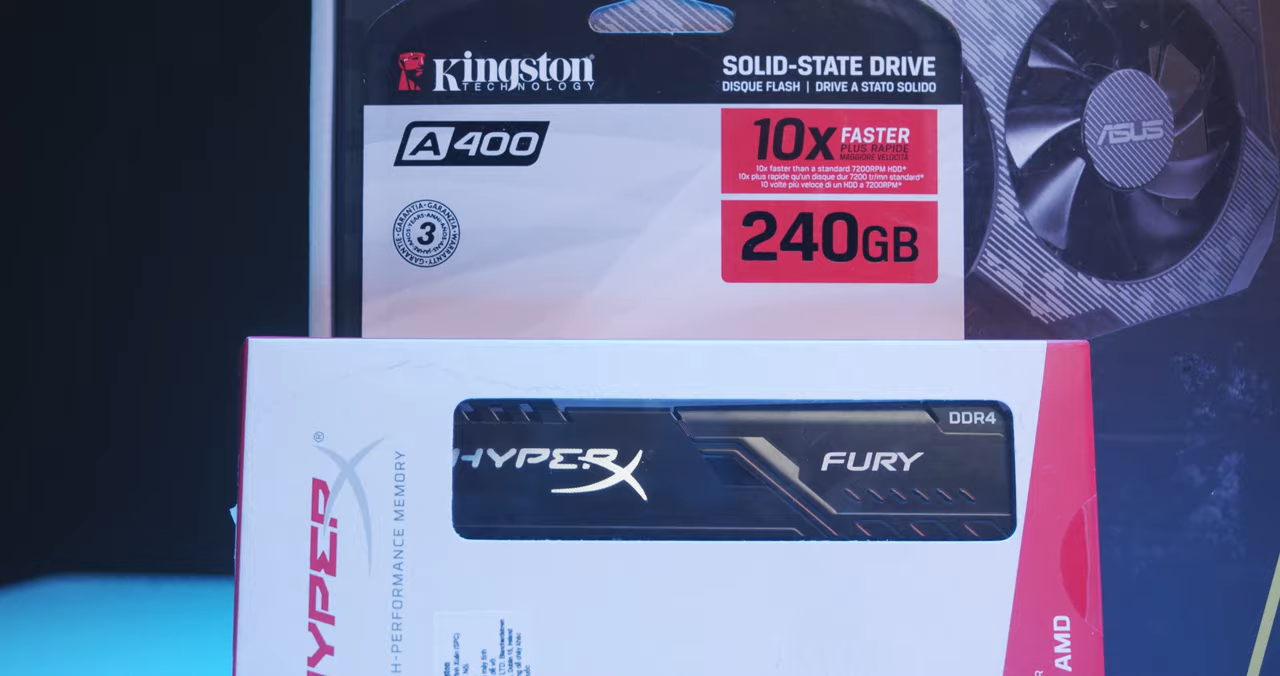 Kingston
TECHNOLOGY
SOLID-STATE DRIVE
DISQUE FLASH | DRIVE A STATO SOLIDO
A400
10x FASTER
PLUS RAPIDE
MAGGIORE VELOCITÀ
10x faster than a standard 7200RPM HDD*
10x plus rapide qu'un disque dur 7200 tr/mn standard*
10 volte più veloce di un HDD a 7200RPM*
3
240GB
ASUS
HYPERX
FURY
DDR4
HYPERX®
H-PERFORMANCE MEMORY
AMD